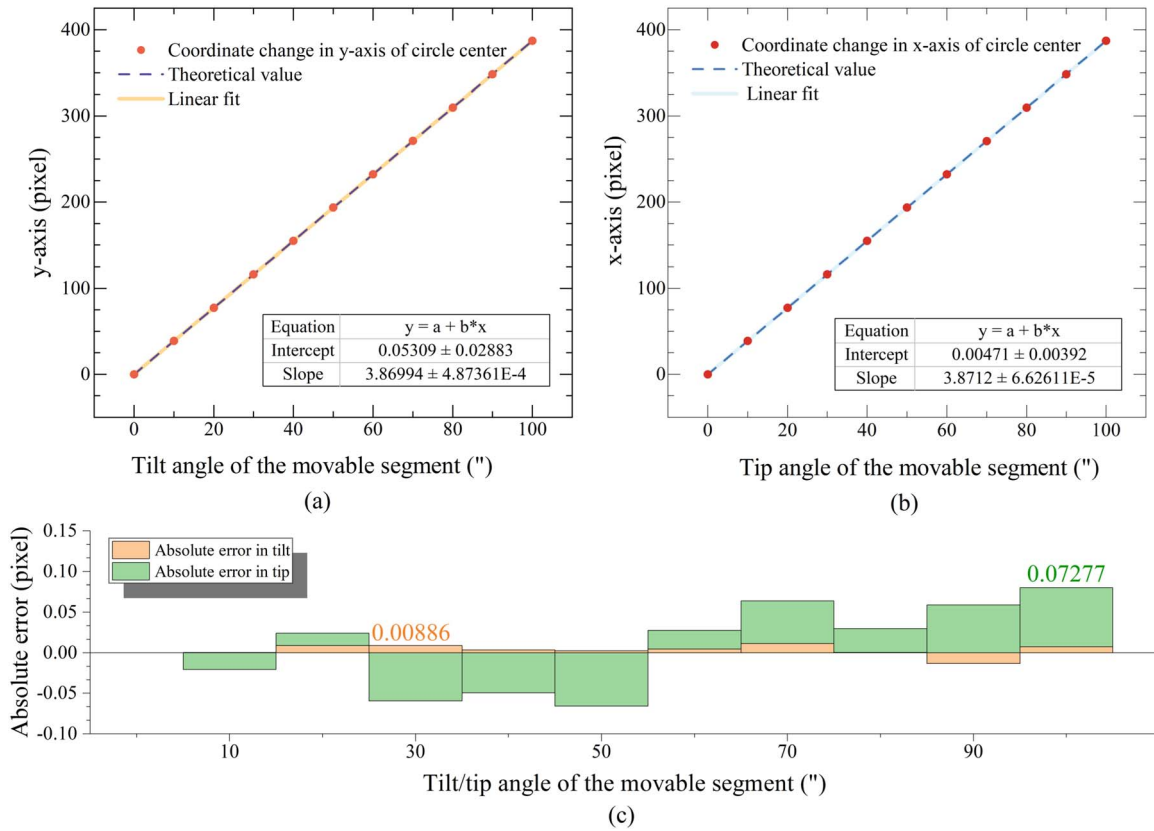 400
300
200
100
0
y-axis (pixel)
Coordinate change in y-axis of circle center
Theoretical value
Linear fit
Equation y = a + b*x
Intercept 0.05309 ± 0.02883
Slope 3.86994 ± 4.87361E-4
0 20 40 60 80 100
Tilt angle of the movable segment (")
(a)
400
300
200
100
0
x-axis (pixel)
Coordinate change in x-axis of circle center
Theoretical value
Linear fit
Equation y = a + b*x
Intercept 0.00471 ± 0.00392
Slope 3.8712 ± 6.62611E-5
0 20 40 60 80 100
Tip angle of the movable segment (")
(b)
0.15
0.10
0.05
0.00
-0.05
-0.10
Absolute error (pixel)
Absolute error in tilt
Absolute error in tip
0.00886
0.07277
10 30 50 70 90
Tilt/tip angle of the movable segment (")
(c)